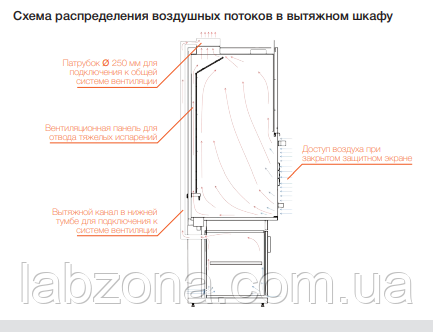 Схема распределения воздушных потоков в вытяжном шкафу
Патрубок Ø 250 мм для
подключения к общей
системе вентиляции
Вентиляционная панель для
отвода тяжелых испарений
Доступ воздуха при
закрытом защитном экране
Вытяжной канал в нижней
тумбе для подключения к
системе вентиляции
labzona.com.ua